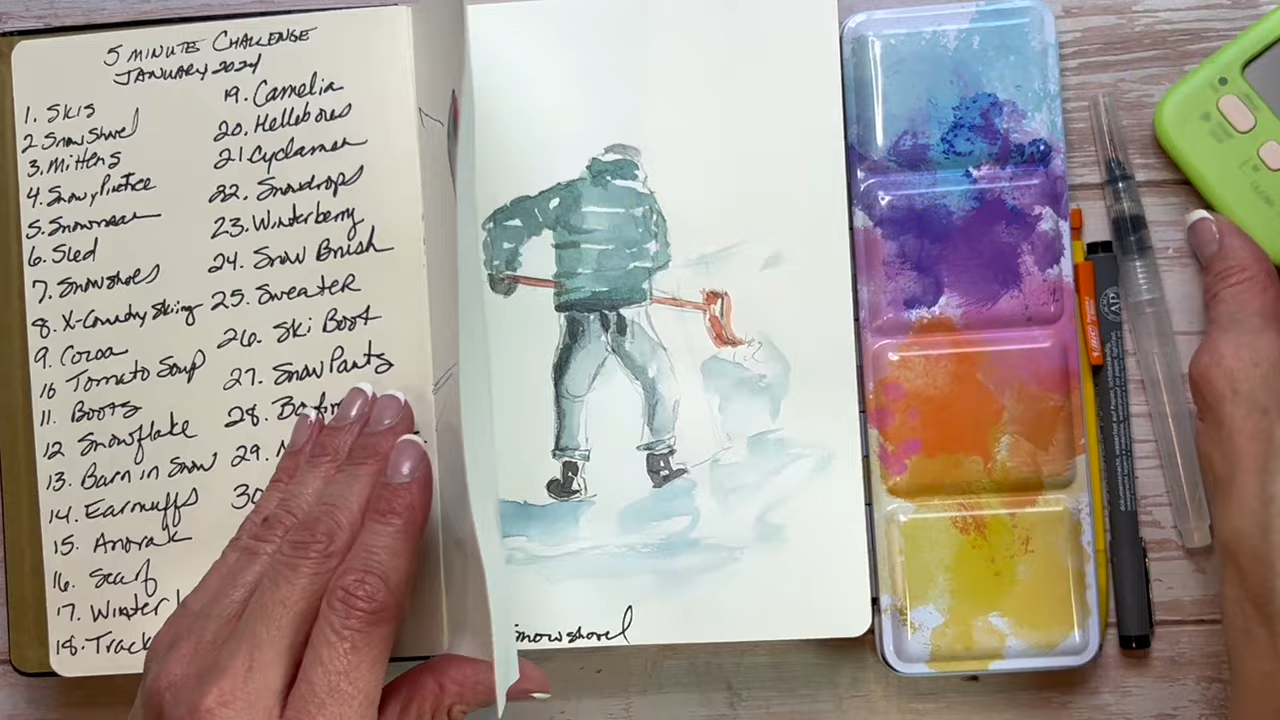 5 MINUTE CHALLENGE
JANUARY 2024
1. SKIS
2. Snow Shovel
3. Mittens
4. Snowy Picture
5. Snowman
6. Sled
7. Snowshoes
8. X-Country Skiing
9. Cocoa
10 Tomato Soup
11. Boots
12 Snowflake
13. Barn in Snow
14. Earmuffs
15. Anorak
16. Scarf
17. Winter
18. Track
19. Camelia
20. Hellebores
21. Cyclamen
22. Snowdrops
23. Winterberry
24. Snow Brush
25. Sweater
26. Ski Boot
27. Snow Pants
28.
29.
30
Snowshovel
BIC
AP